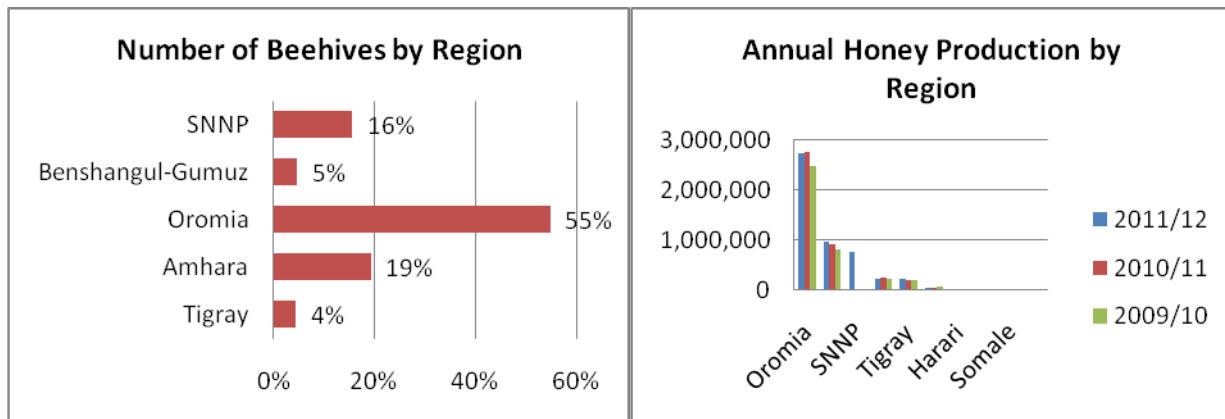 Number of Beehives by Region
SNNP
16%
Benshangul-Gumuz
5%
Oromia
55%
Amhara
19%
Tigray
4%
0%
20%
40%
60%
Annual Honey Production by
Region
3,000,000
2,000,000
1,000,000
0
Oromia
SNNP
Tigray
Harari
Somale
2011/12
2010/11
2009/10